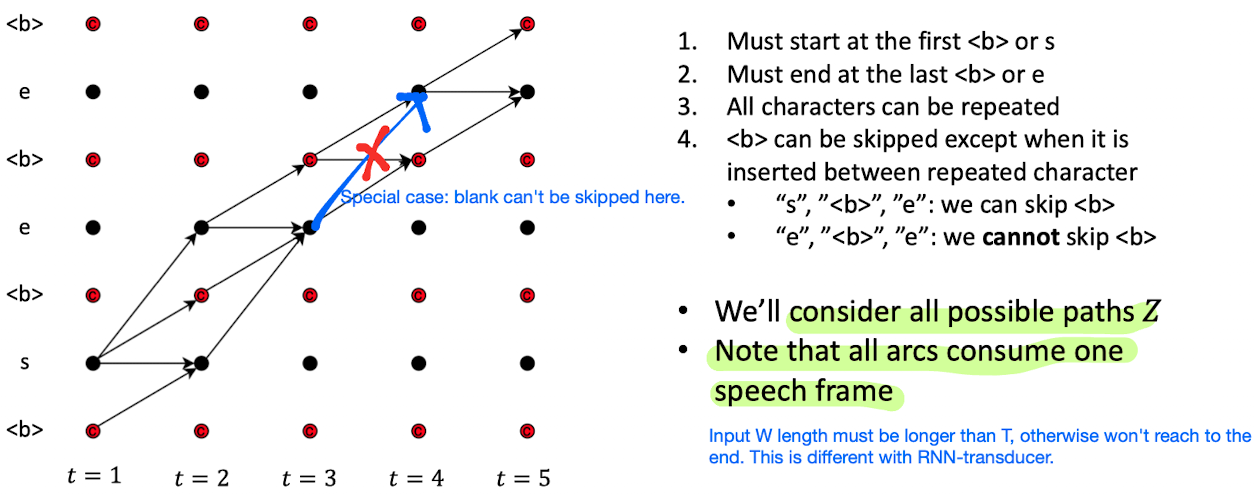 <b>
e
<b>
e
<b>
s
<b>
t = 1 t = 2 t = 3 t = 4 t = 5
Special case: blank can't be skipped here.
1. Must start at the first <b> or s
2. Must end at the last <b> or e
3. All characters can be repeated
4. <b> can be skipped except when it is
inserted between repeated character
• “s”, ”<b>”, ”e”: we can skip <b>
• “e”, ”<b>”, ”e”: we cannot skip <b>
• We’ll consider all possible paths Z
• Note that all arcs consume one
speech frame
Input W length must be longer than T, otherwise won't reach to the
end. This is different with RNN-transducer.